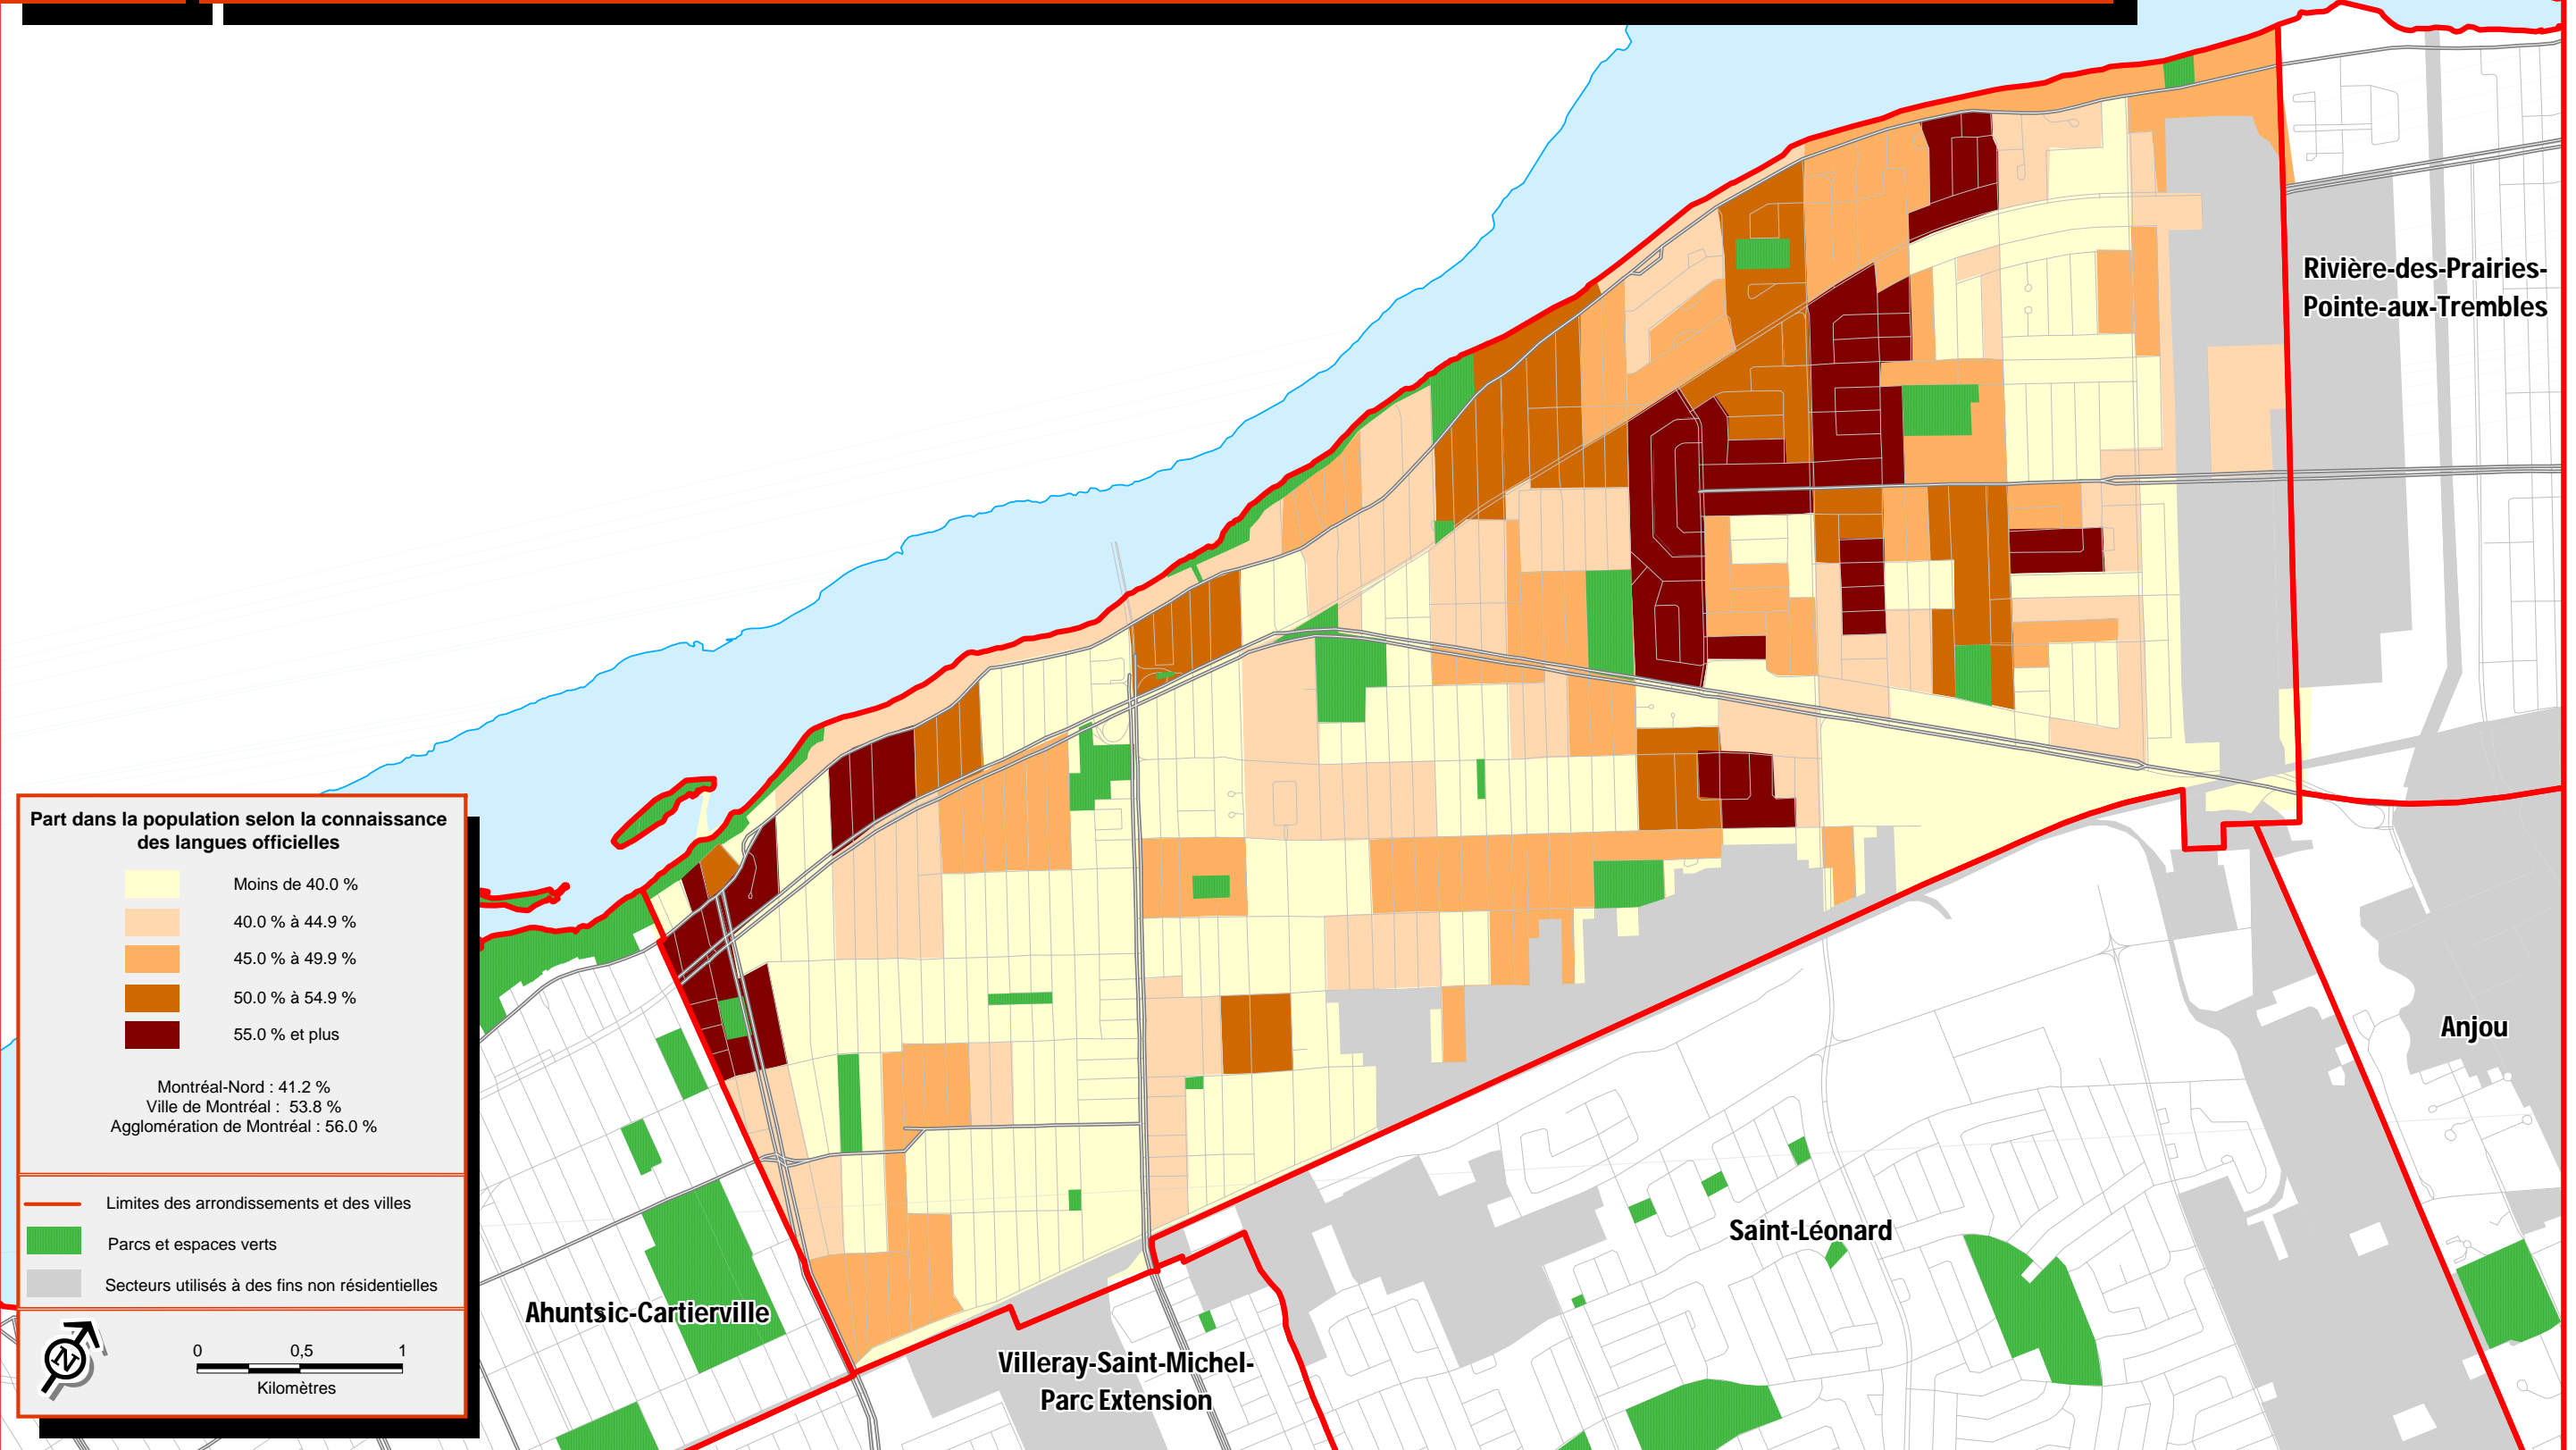 Rivière-des-Prairies-
Pointe-aux-Trembles
Part dans la population selon la connaissance
des langues officielles
Moins de 40.0 %
40.0 % à 44.9 %
45.0 % à 49.9 %
50.0 % à 54.9 %
55.0 % et plus
Montréal-Nord : 41.2 %
Ville de Montréal : 53.8 %
Agglomération de Montréal : 56.0 %
Limites des arrondissements et des villes
Parcs et espaces verts
Secteurs utilisés à des fins non résidentielles
N
0 0,5 1
Kilomètres
Anjou
Saint-Léonard
Ahuntsic-Cartierville
Villeray-Saint-Michel-
Parc Extension